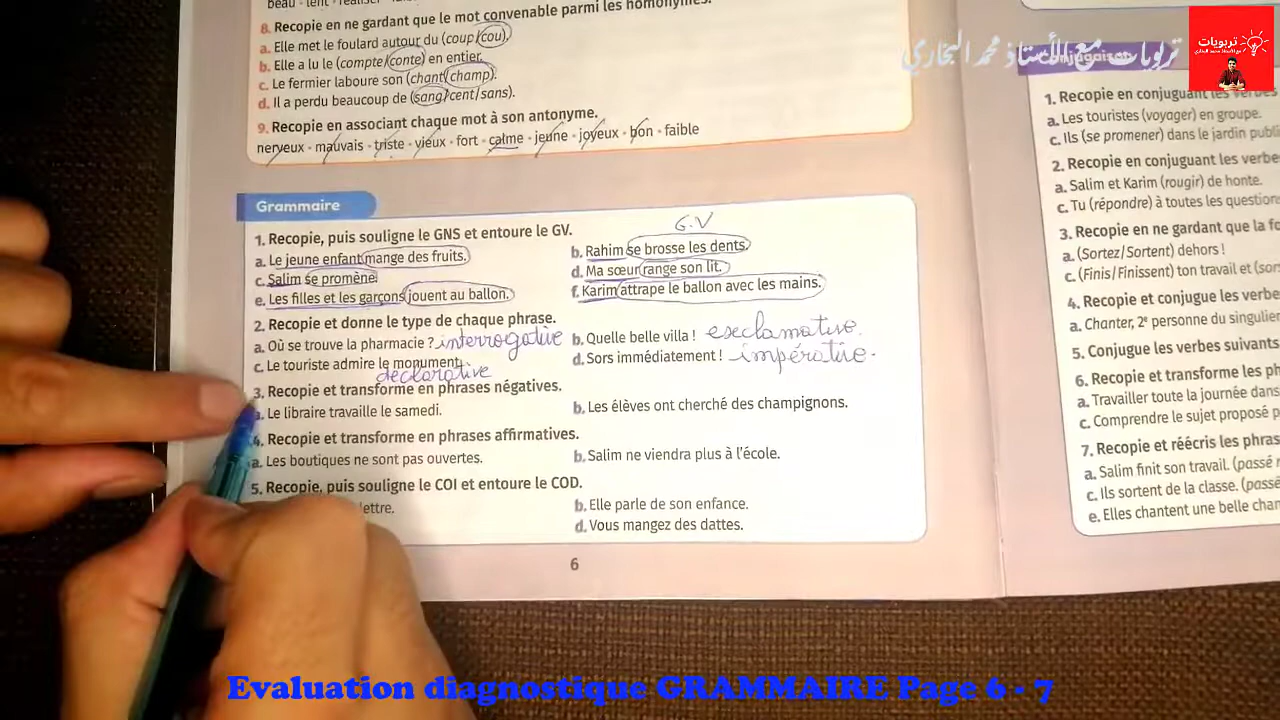 beau - lent - réaliser
8. Recopie en ne gardant que le mot convenable parmi les homonymes.
a. Elle met le foulard autour du (coup/cou).
b. Elle a lu le (compte/conte) en entier.
c. Le fermier laboure son (chant/champ).
d. Il a perdu beaucoup de (sang/cent/sans).
9. Recopie en associant chaque mot à son antonyme.
nerveux - mauvais - triste - vieux - fort - calme - jeune - joyeux - bon - faible
Grammaire
G.V
1. Recopie, puis souligne le GNS et entoure le GV.
a. Le jeune enfant mange des fruits.
b. Rahim se brosse les dents.
c. Salim se promène.
d. Ma sœur range son lit.
e. Les filles et les garçons jouent au ballon.
f. Karim attrape le ballon avec les mains.
2. Recopie et donne le type de chaque phrase.
a. Où se trouve la pharmacie ? interrogative
b. Quelle belle villa ! eseclamative.
c. Le touriste admire le monument.
declarative
d. Sors immédiatement ! impérative.
3. Recopie et transforme en phrases négatives.
a. Le libraire travaille le samedi.
b. Les élèves ont cherché des champignons.
4. Recopie et transforme en phrases affirmatives.
a. Les boutiques ne sont pas ouvertes.
b. Salim ne viendra plus à l'école.
5. Recopie, puis souligne le COI et entoure le COD.
lettre.
b. Elle parle de son enfance.
d. Vous mangez des dattes.
6
Conjugaison
1. Recopie en conjuguant les verbes
a. Les touristes (voyager) en groupe.
c. Ils (se promener) dans le jardin public
2. Recopie en conjuguant les verbes
a. Salim et Karim (rougir) de honte.
c. Tu (répondre) à toutes les questions
3. Recopie en ne gardant que la fo
a. (Sortez/Sortent) dehors !
c. (Finis/Finissent) ton travail et (sor
4. Recopie et conjugue les verbe
a. Chanter, 2e personne du singulier
5. Conjugue les verbes suivants
6. Recopie et transforme les ph
a. Travailler toute la journée dans
c. Comprendre le sujet proposé p
7. Recopie et réécris les phras
a. Salim finit son travail. (passé
c. Ils sortent de la classe. (passé
e. Elles chantent une belle chan
تربويات مع الأستاذ محمد البخاري
تربويات
مع الأستاذ محمد البخاري
Evaluation diagnostique GRAMMAIRE Page 6 - 7